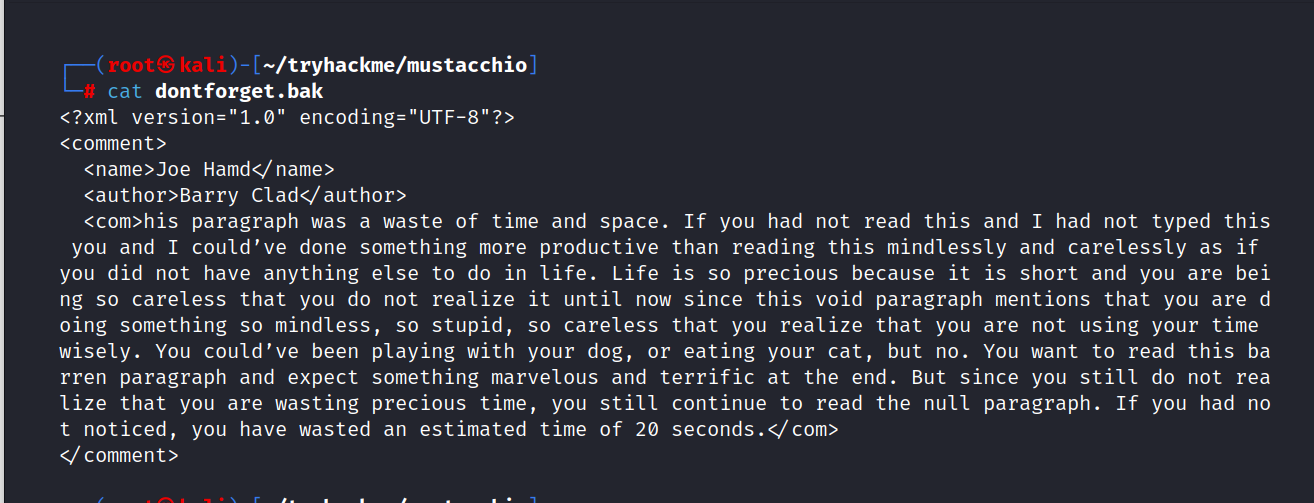 ┌──(root㉿kali)-[~/tryhackme/mustacchio]
└─# cat dontforget.bak
<?xml version="1.0" encoding="UTF-8"?>
<comment>
  <name>Joe Hamd</name>
  <author>Barry Clad</author>
  <com>his paragraph was a waste of time and space. If you had not read this and I had not typed this
 you and I could’ve done something more productive than reading this mindlessly and carelessly as if
you did not have anything else to do in life. Life is so precious because it is short and you are bei
ng so careless that you do not realize it until now since this void paragraph mentions that you are d
oing something so mindless, so stupid, so careless that you realize that you are not using your time
wisely. You could’ve been playing with your dog, or eating your cat, but no. You want to read this ba
rren paragraph and expect something marvelous and terrific at the end. But since you still do not rea
lize that you are wasting precious time, you still continue to read the null paragraph. If you had no
t noticed, you have wasted an estimated time of 20 seconds.</com>
</comment>